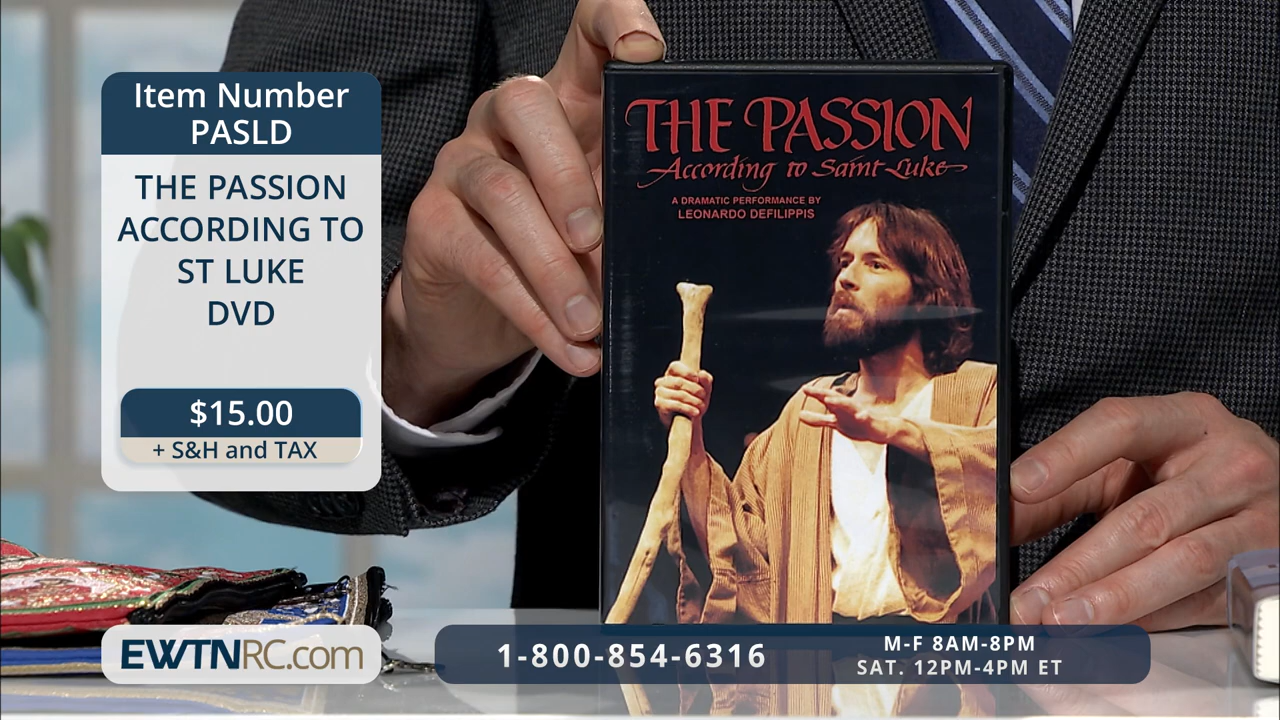 Item Number
PASLD
THE PASSION
ACCORDING TO
ST LUKE
DVD
$15.00
+ S&H and TAX
THE PASSION
According to Saint Luke
A DRAMATIC PERFORMANCE BY
LEONARDO DEFILIPPIS
EWTNRC.com
1-800-854-6316
M-F 8AM-8PM
SAT. 12PM-4PM ET